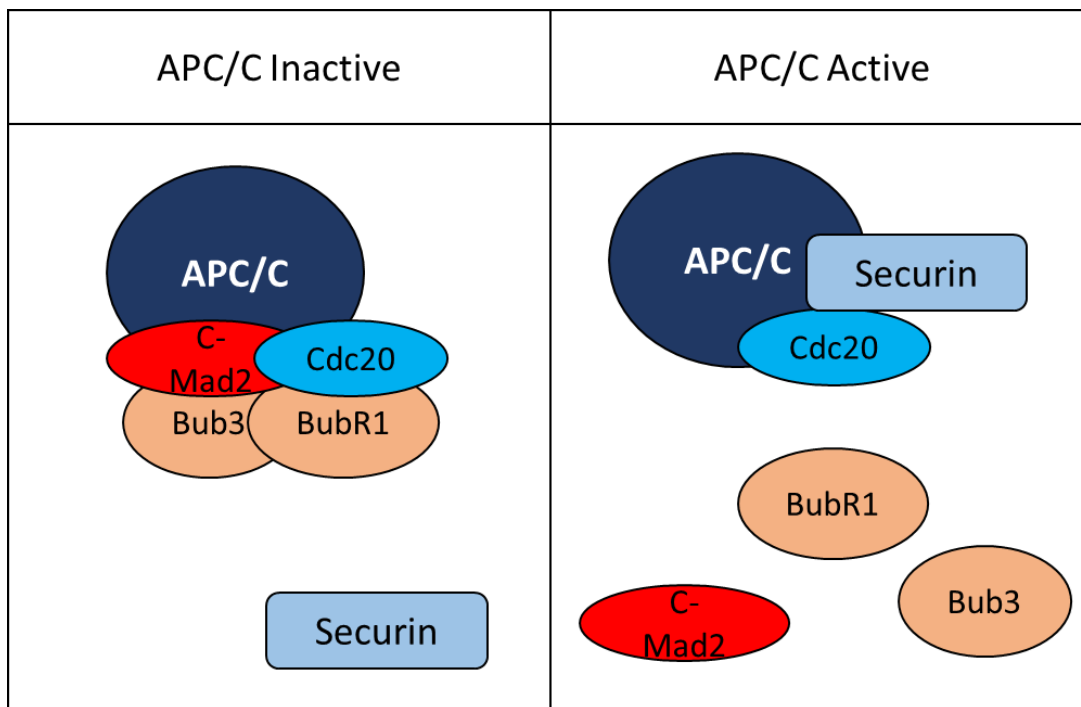 APC/C Inactive
APC/C Active
APC/C
C-
Mad2
Cdc20
Bub3
BubR1
Securin
APC/C
Securin
Cdc20
BubR1
Bub3
C-
Mad2